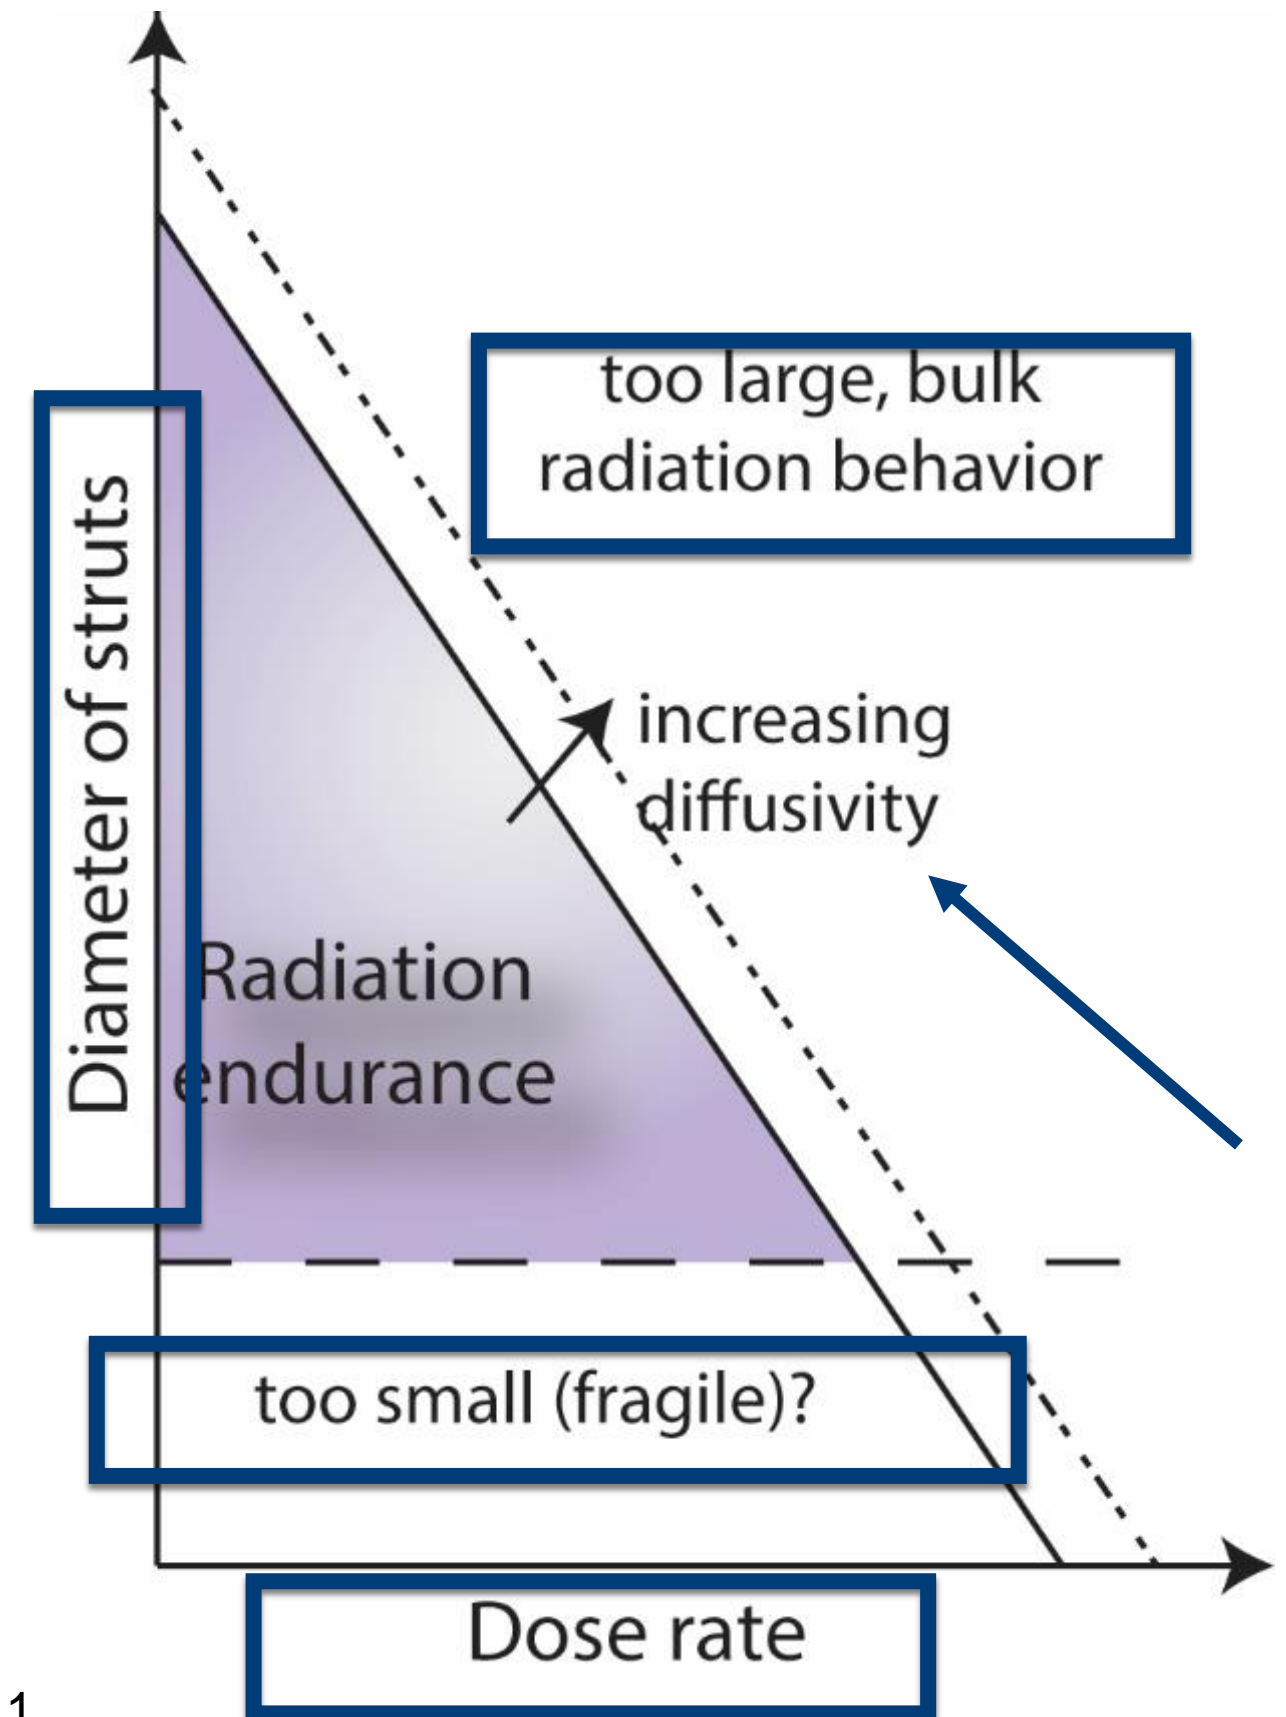 too large, bulk
radiation behavior
Diameter of struts
increasing
diffusivity
Radiation
endurance
too small (fragile)?
Dose rate
1